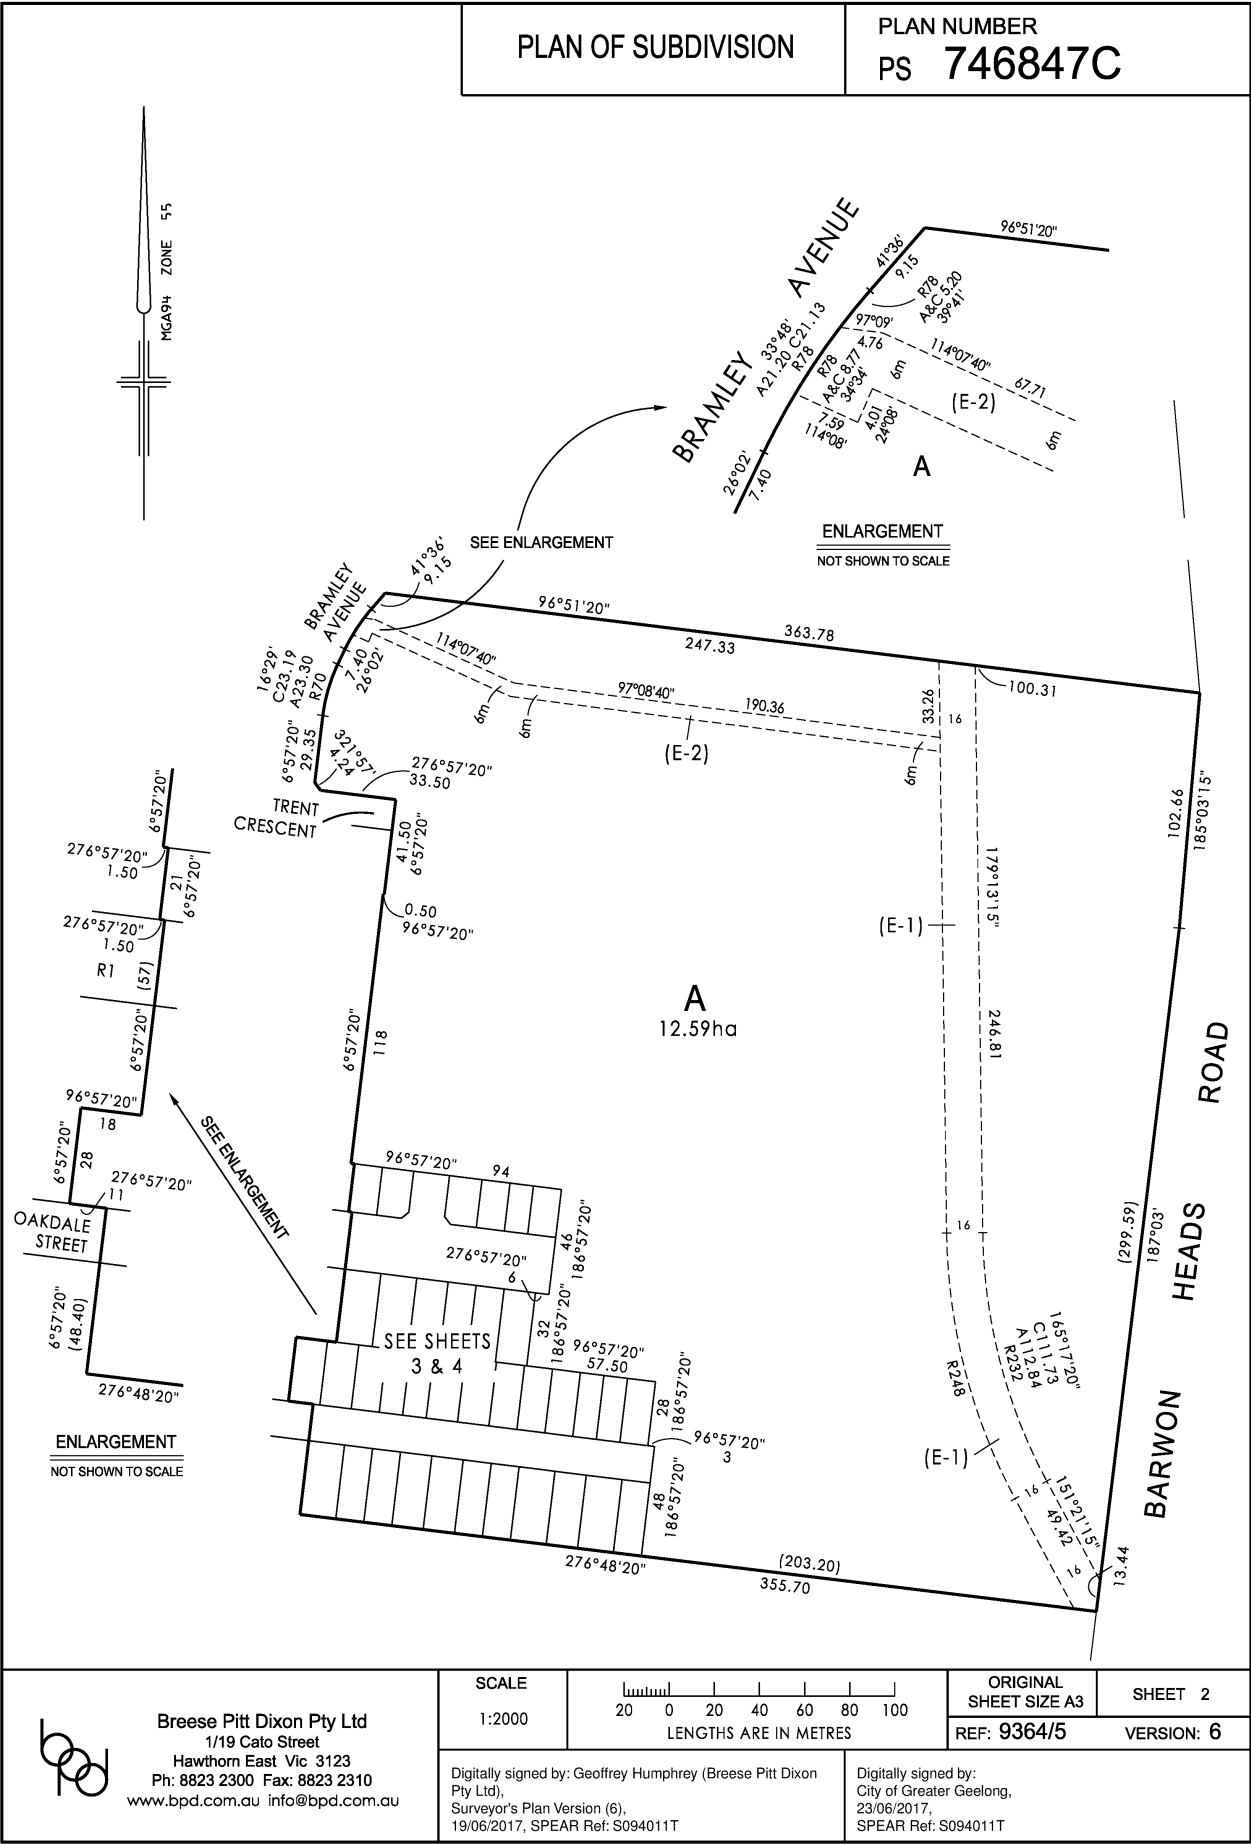 PLAN OF SUBDIVISION
PLAN NUMBER
PS 746847C
MGA94 ZONE 55
BRAMLEY AVENUE
96°51'20"
41°36'
9.15
R78
A&C 5.20
39°41'
33°48'
A21.20 C21.13
R78
97°09'
4.76
R78
A&C 8.77
34°34'
6m
114°07'40"
67.71
(E-2)
7.59
114°08'
4.01
24°08'
6m
26°02'
7.40
A
ENLARGEMENT
NOT SHOWN TO SCALE
SEE ENLARGEMENT
41°36'
9.15
BRAMLEY
AVENUE
96°51'20"
363.78
247.33
100.31
16°29'
C23.19
A23.30
R70
7.40
26°02'
114°07'40"
97°08'40"
190.36
6m
6m
(E-2)
6m
33.26
16
6°57'20"
29.35
321°57'
4.24
276°57'20"
33.50
TRENT
CRESCENT
41.50
6°57'20"
0.50
96°57'20"
102.66
185°03'15"
179°13'15"
(E-1)
246.81
A
12.59ha
6°57'20"
118
6°57'20"
276°57'20"
1.50
21
6°57'20"
276°57'20"
1.50
R1
(57)
6°57'20"
96°57'20"
18
6°57'20"
28
276°57'20"
11
OAKDALE
STREET
6°57'20"
(48.40)
276°48'20"
ENLARGEMENT
NOT SHOWN TO SCALE
SEE ENLARGEMENT
96°57'20"
94
46
186°57'20"
276°57'20"
6
32
186°57'20"
SEE SHEETS
3 & 4
96°57'20"
57.50
28
186°57'20"
96°57'20"
3
48
186°57'20"
276°48'20"
(203.20)
355.70
16
(299.59)
187°03'
165°17'20"
C111.73
A112.84
R232
R248
(E-1)
16
151°21'15"
49.42
16
13.44
BARWON HEADS ROAD
Breese Pitt Dixon Pty Ltd
1/19 Cato Street
Hawthorn East Vic 3123
Ph: 8823 2300 Fax: 8823 2310
www.bpd.com.au info@bpd.com.au
bpd
SCALE
1:2000
20 0 20 40 60 80 100
LENGTHS ARE IN METRES
ORIGINAL
SHEET SIZE A3
SHEET 2
REF: 9364/5
VERSION: 6
Digitally signed by: Geoffrey Humphrey (Breese Pitt Dixon
Pty Ltd),
Surveyor's Plan Version (6),
19/06/2017, SPEAR Ref: S094011T
Digitally signed by:
City of Greater Geelong,
23/06/2017,
SPEAR Ref: S094011T